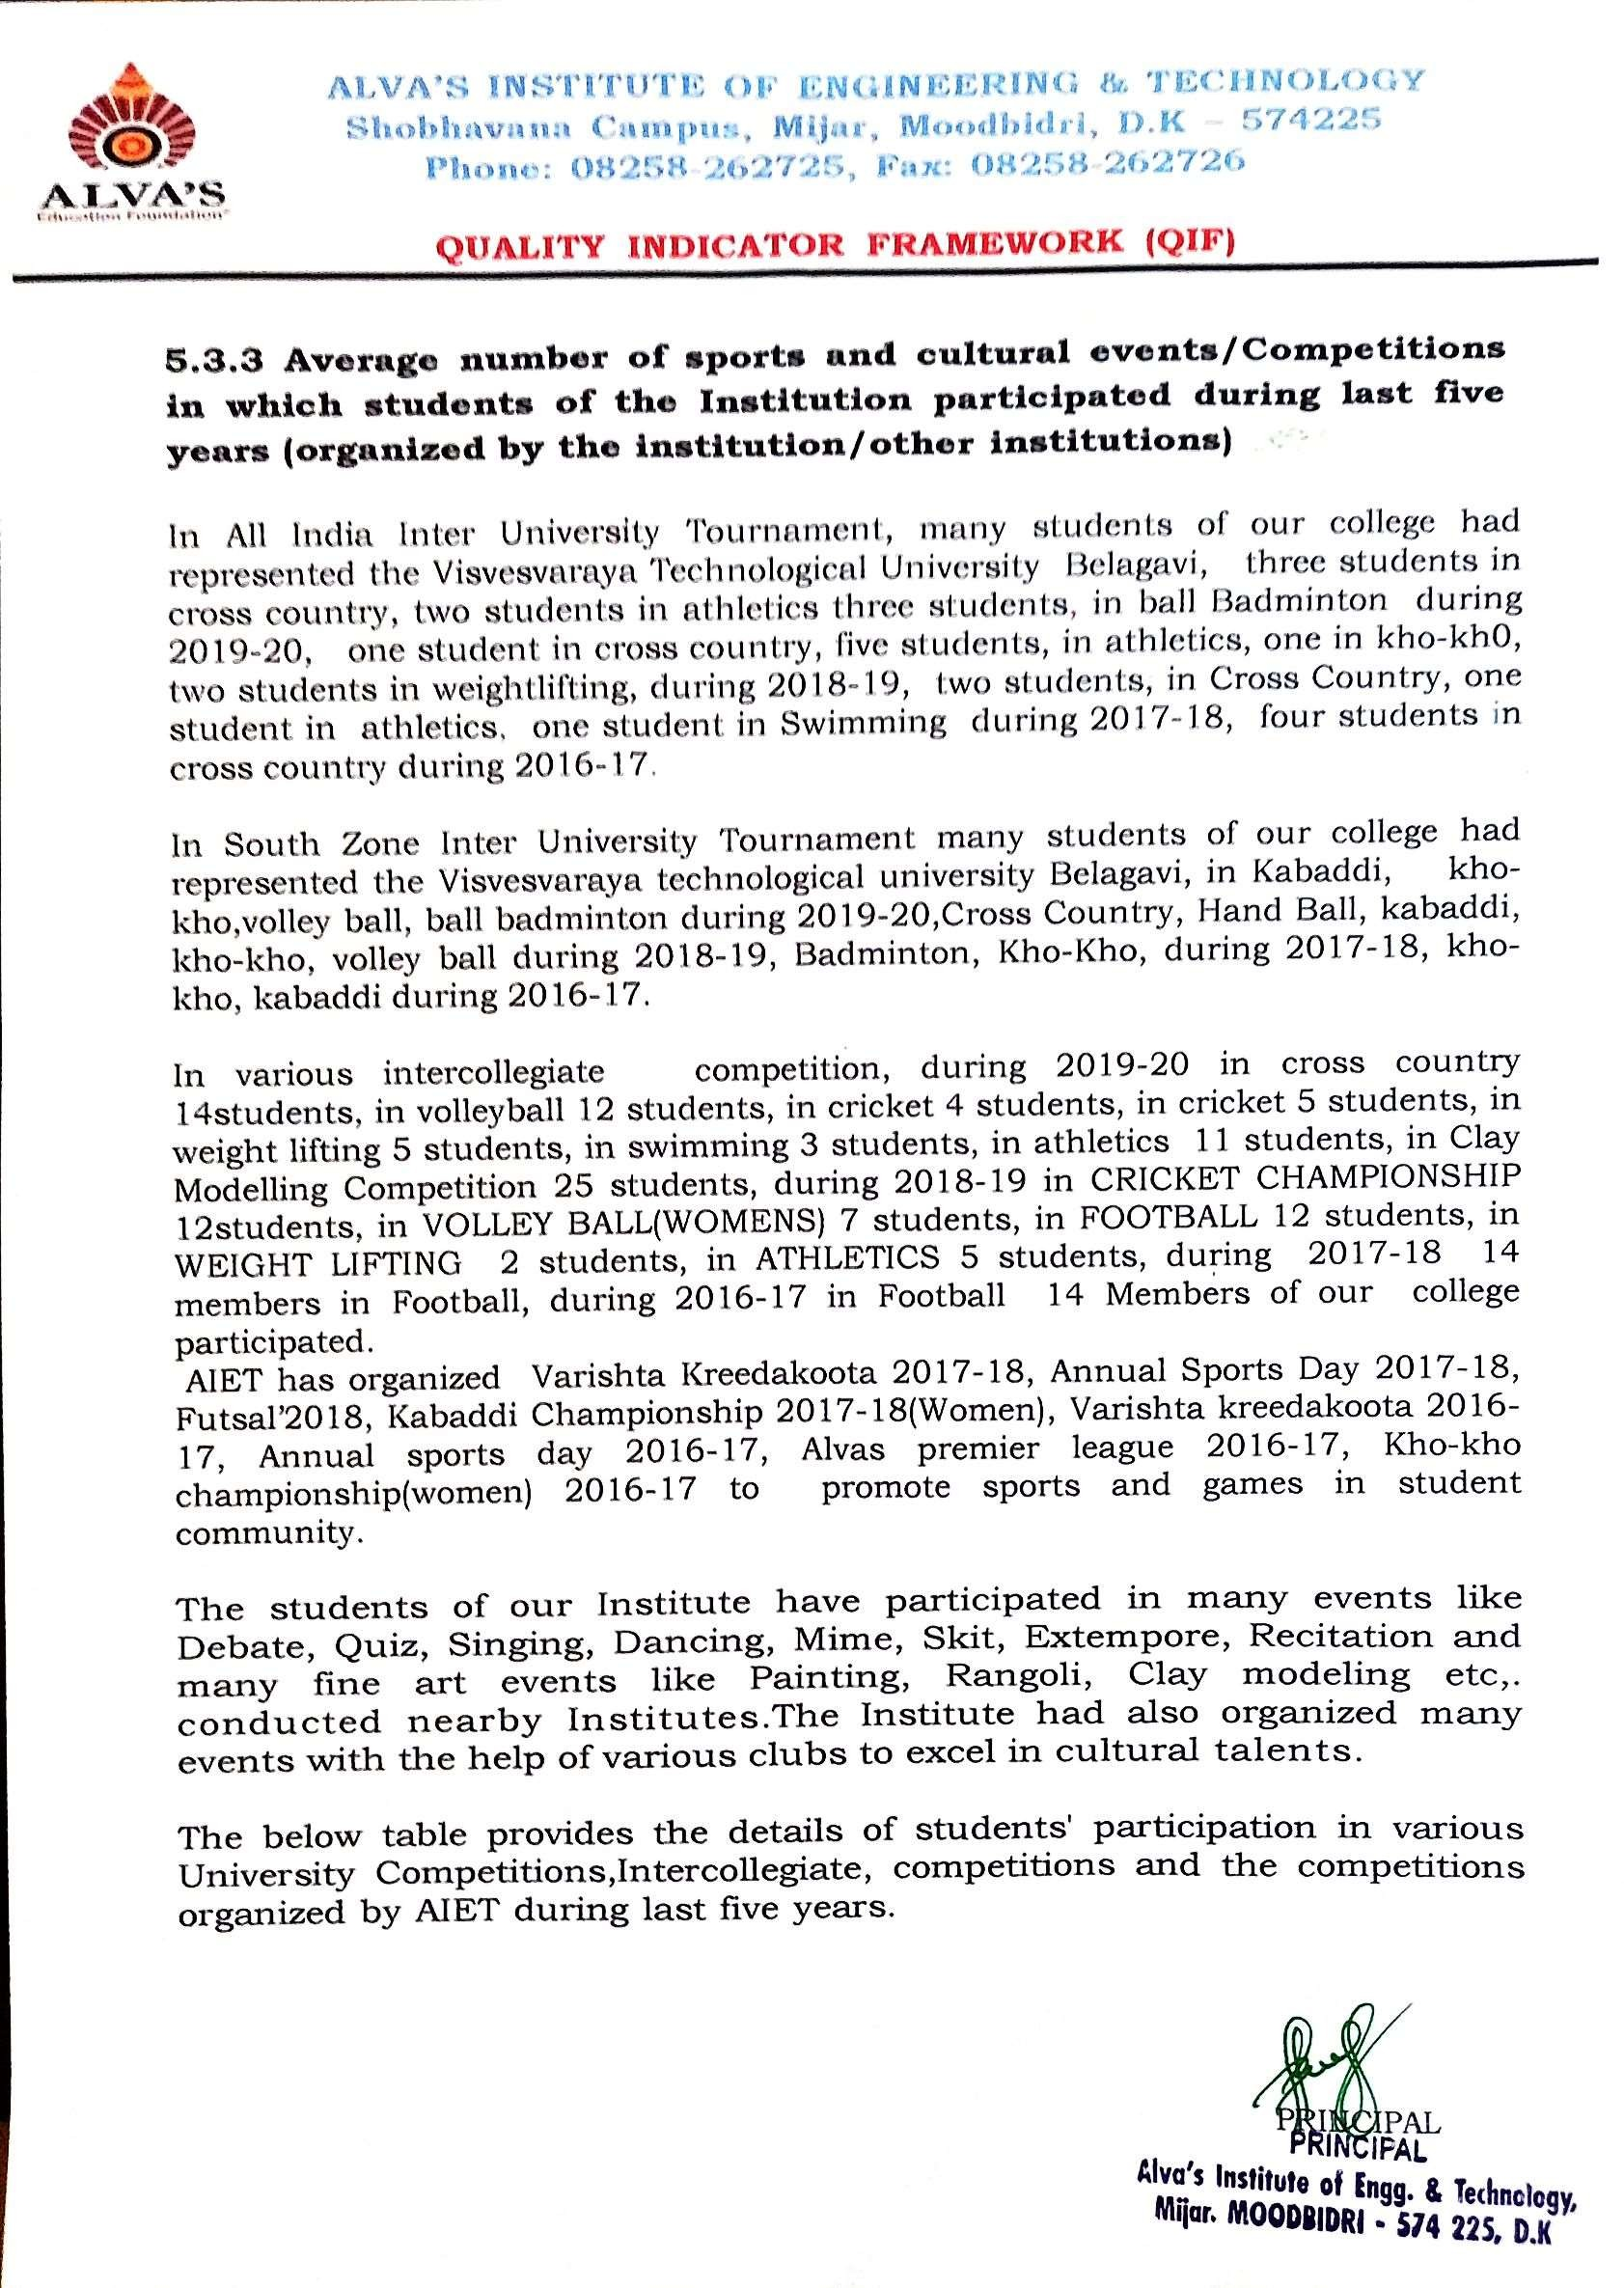 ALVA'S
Education Foundation
ALVA'S INSTITUTE OF ENGINEERING & TECHNOLOGY
Shobhavana Campus, Mijar, Moodbidri, D.K – 574225
Phone: 08258-262725, Fax: 08258-262726
QUALITY INDICATOR FRAMEWORK (QIF)
5.3.3 Average number of sports and cultural events/Competitions
in which students of the Institution participated during last five
years (organized by the institution/other institutions)
In All India Inter University Tournament, many students of our college had
represented the Visvesvaraya Technological University Belagavi, three students in
cross country, two students in athletics three students, in ball Badminton during
2019-20, one student in cross country, five students, in athletics, one in kho-kh0,
two students in weightlifting, during 2018-19, two students, in Cross Country, one
student in athletics, one student in Swimming during 2017-18, four students in
cross country during 2016-17.
In South Zone Inter University Tournament many students of our college had
represented the Visvesvaraya technological university Belagavi, in Kabaddi, kho-
kho,volley ball, ball badminton during 2019-20,Cross Country, Hand Ball, kabaddi,
kho-kho, volley ball during 2018-19, Badminton, Kho-Kho, during 2017-18, kho-
kho, kabaddi during 2016-17.
In various intercollegiate competition, during 2019-20 in cross country
14students, in volleyball 12 students, in cricket 4 students, in cricket 5 students, in
weight lifting 5 students, in swimming 3 students, in athletics 11 students, in Clay
Modelling Competition 25 students, during 2018-19 in CRICKET CHAMPIONSHIP
12students, in VOLLEY BALL(WOMENS) 7 students, in FOOTBALL 12 students, in
WEIGHT LIFTING 2 students, in ATHLETICS 5 students, during 2017-18 14
members in Football, during 2016-17 in Football 14 Members of our college
participated.
AIET has organized Varishta Kreedakoota 2017-18, Annual Sports Day 2017-18,
Futsal'2018, Kabaddi Championship 2017-18(Women), Varishta kreedakoota 2016-
17, Annual sports day 2016-17, Alvas premier league 2016-17, Kho-kho
championship(women) 2016-17 to promote sports and games in student
community.
The students of our Institute have participated in many events like
Debate, Quiz, Singing, Dancing, Mime, Skit, Extempore, Recitation and
many fine art events like Painting, Rangoli, Clay modeling etc,.
conducted nearby Institutes.The Institute had also organized many
events with the help of various clubs to excel in cultural talents.
The below table provides the details of students' participation in various
University Competitions,Intercollegiate, competitions and the competitions
organized by AIET during last five years.
PRINCIPAL
PRINCIPAL
Alva's Institute of Engg. & Technology,
Mijar. MOODBIDRI - 574 225, D.K